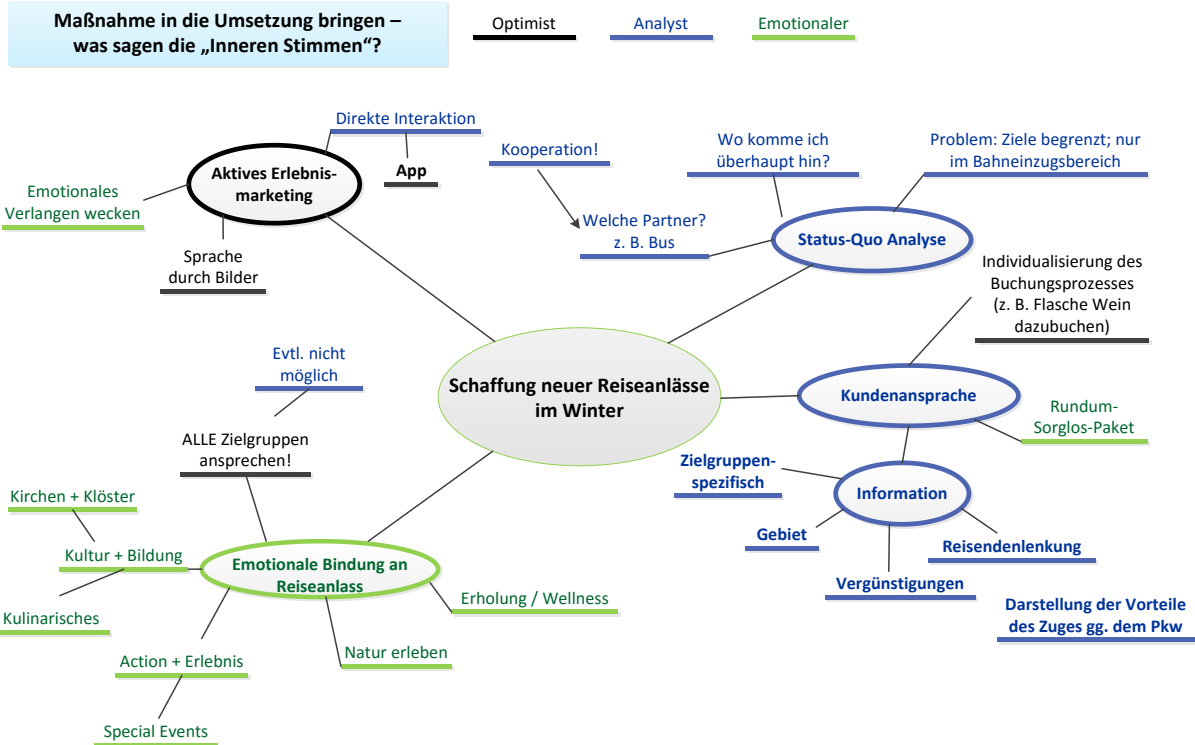 Maßnahme in die Umsetzung bringen –
was sagen die „Inneren Stimmen“?
Optimist
Analyst
Emotionaler
Direkte Interaktion
App
Aktives Erlebnis-
marketing
Emotionales
Verlangen wecken
Sprache
durch Bilder
Kooperation!
Welche Partner?
z. B. Bus
Wo komme ich
überhaupt hin?
Problem: Ziele begrenzt; nur
im Bahneinzugsbereich
Status-Quo Analyse
Individualisierung des
Buchungsprozesses
(z. B. Flasche Wein
dazubuchen)
Schaffung neuer Reiseanlässe
im Winter
Kundenansprache
Rundum-
Sorglos-Paket
Zielgruppen-
spezifisch
Information
Gebiet
Reisendenlenkung
Vergünstigungen
Darstellung der Vorteile
des Zuges gg. dem Pkw
Evtl. nicht
möglich
ALLE Zielgruppen
ansprechen!
Kirchen + Klöster
Kultur + Bildung
Kulinarisches
Emotionale Bindung an
Reiseanlass
Erholung / Wellness
Natur erleben
Action + Erlebnis
Special Events